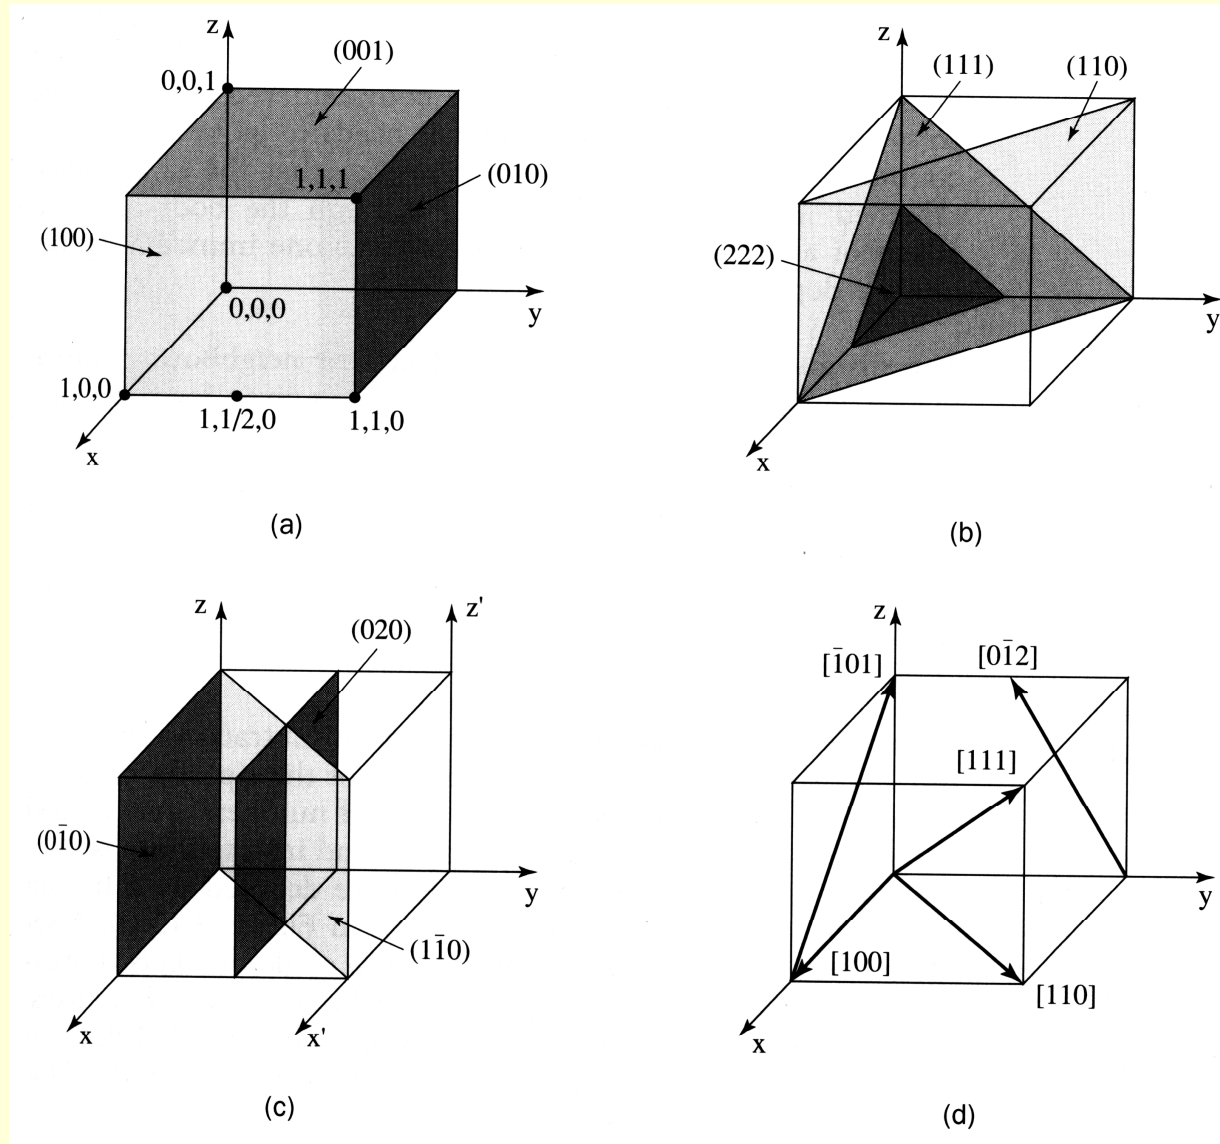 z
(001)
0,0,1
1,1,1
(010)
(100)
0,0,0
y
1,0,0
1,1/2,0
1,1,0
x
(a)
z
(111)
(110)
(222)
y
x
(b)
z
z'
(020)
(01̅0)
y
(11̅0)
x
x'
(c)
z
[1̅01]
[01̅2]
[111]
y
[100]
[110]
x
(d)